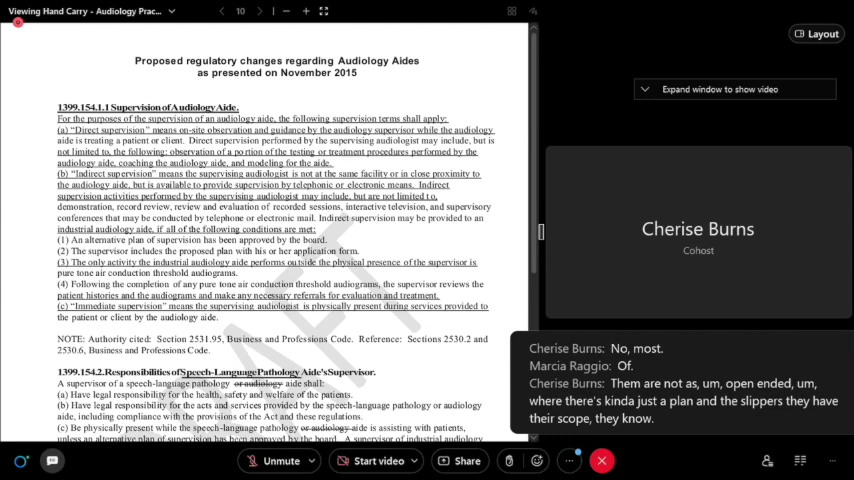 Viewing Hand Carry - Audiology Prac...
10
Layout
Proposed regulatory changes regarding Audiology Aides
as presented on November 2015
Expand window to show video
1399.154.1.1 Supervision of Audiology Aide.
For the purposes of the supervision of an audiology aide, the following supervision terms shall apply:
(a) "Direct supervision" means on-site observation and guidance by the audiology supervisor while the audiology
aide is treating a patient or client. Direct supervision performed by the supervising audiologist may include, but is
not limited to, the following: observation of a portion of the testing or treatment procedures performed by the
audiology aide, coaching the audiology aide, and modeling for the aide.
(b) "Indirect supervision" means the supervising audiologist is not at the same facility or in close proximity to
the audiology aide, but is available to provide supervision by telephonic or electronic means. Indirect
supervision activities performed by the supervising audiologist may include, but are not limited to,
demonstration, record review, review and evaluation of recorded sessions, interactive television, and supervisory
conferences that may be conducted by telephone or electronic mail. Indirect supervision may be provided to an
industrial audiology aide, if all of the following conditions are met:
(1) An alternative plan of supervision has been approved by the board.
(2) The supervisor includes the proposed plan with his or her application form.
(3) The only activity the industrial audiology aide performs outside the physical presence of the supervisor is
pure tone air conduction threshold audiograms.
(4) Following the completion of any pure tone air conduction threshold audiograms, the supervisor reviews the
patient histories and the audiograms and make any necessary referrals for evaluation and treatment.
(c) "Immediate supervision" means the supervising audiologist is physically present during services provided to
the patient or client by the audiology aide.
NOTE: Authority cited: Section 2531.95, Business and Professions Code. Reference: Sections 2530.2 and
2530.6, Business and Professions Code.
1399.154.2. Responsibilities of Speech-Language Pathology Aide's Supervisor.
A supervisor of a speech-language pathology or audiology aide shall:
(a) Have legal responsibility for the health, safety and welfare of the patients.
(b) Have legal responsibility for the acts and services provided by the speech-language pathology or audiology
aide, including compliance with the provisions of the Act and these regulations.
(c) Be physically present while the speech-language pathology or audiology aide is assisting with patients,
unless an alternative plan of supervision has been approved by the board. A supervisor of industrial audiology
DRAFT
Cherise Burns
Cohost
Cherise Burns: No, most.
Marcia Raggio: Of.
Cherise Burns: Them are not as, um, open ended, um,
where there's kinda just a plan and the slippers they have
their scope, they know.
Unmute
Start video
Share